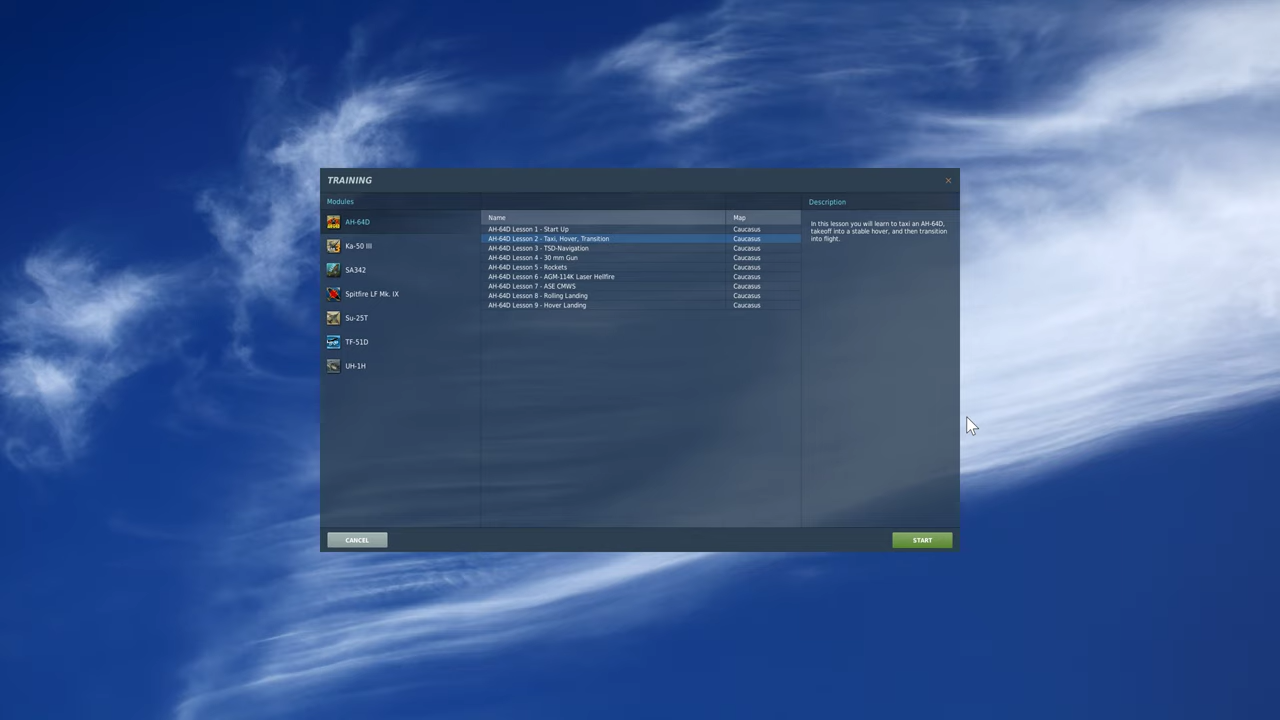 TRAINING
Modules
Description
AH-64D
Ka-50 III
SA342
Spitfire LF Mk. IX
Su-25T
TF-51D
UH-1H
Name Map
AH-64D Lesson 1 - Start Up Caucasus
AH-64D Lesson 2 - Taxi, Hover, Transition Caucasus
AH-64D Lesson 3 - TSD-Navigation Caucasus
AH-64D Lesson 4 - 30 mm Gun Caucasus
AH-64D Lesson 5 - Rockets Caucasus
AH-64D Lesson 6 - AGM-114K Laser Hellfire Caucasus
AH-64D Lesson 7 - ASE CMWS Caucasus
AH-64D Lesson 8 - Rolling Landing Caucasus
AH-64D Lesson 9 - Hover Landing Caucasus
In this lesson you will learn to taxi an AH-64D,
takeoff into a stable hover, and then transition
into flight.
CANCEL
START